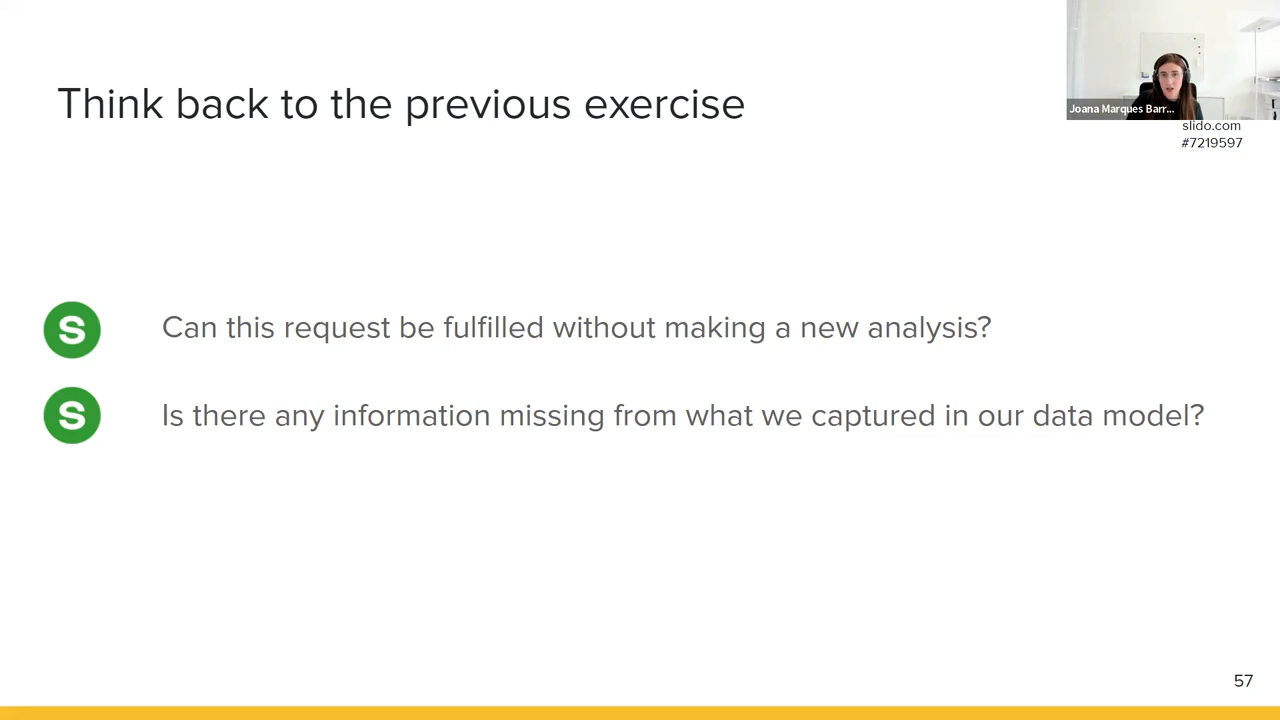 Think back to the previous exercise
Joana Marques Barr...
slido.com
#7219597
S Can this request be fulfilled without making a new analysis?
S Is there any information missing from what we captured in our data model?
57